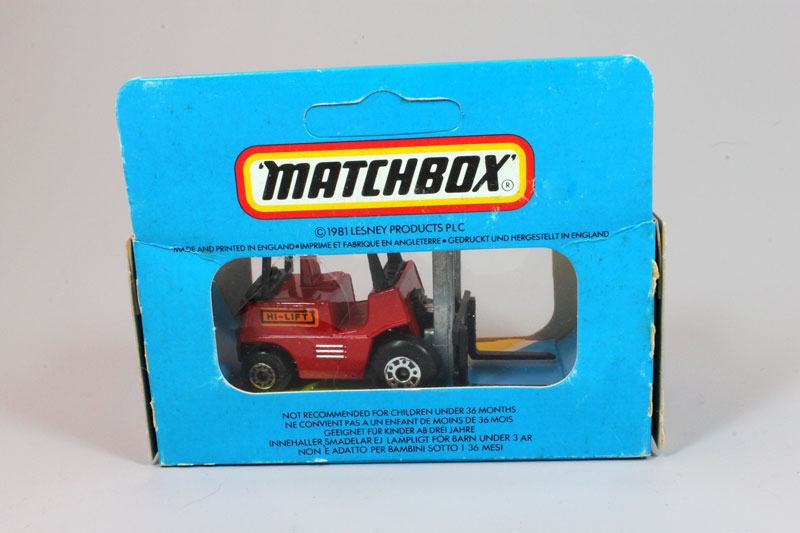 'MATCHBOX'®
©1981 LESNEY PRODUCTS PLC
MADE AND PRINTED IN ENGLAND•IMPRIME ET FABRIQUE EN ANGLETERRE•GEDRUCKT UND HERGESTELLT IN ENGLAND
HI-LIFT
NOT RECOMMENDED FOR CHILDREN UNDER 36 MONTHS
NE CONVIENT PAS A UN ENFANT DE MOINS DE 36 MOIS
GEEIGNET FÜR KINDER AB DREI JAHRE
INNEHALLER SMADELAR EJ LAMPLIGT FÖR BARN UNDER 3 AR
NON E ADATTO PER BAMBINI SOTTO I 36 MESI